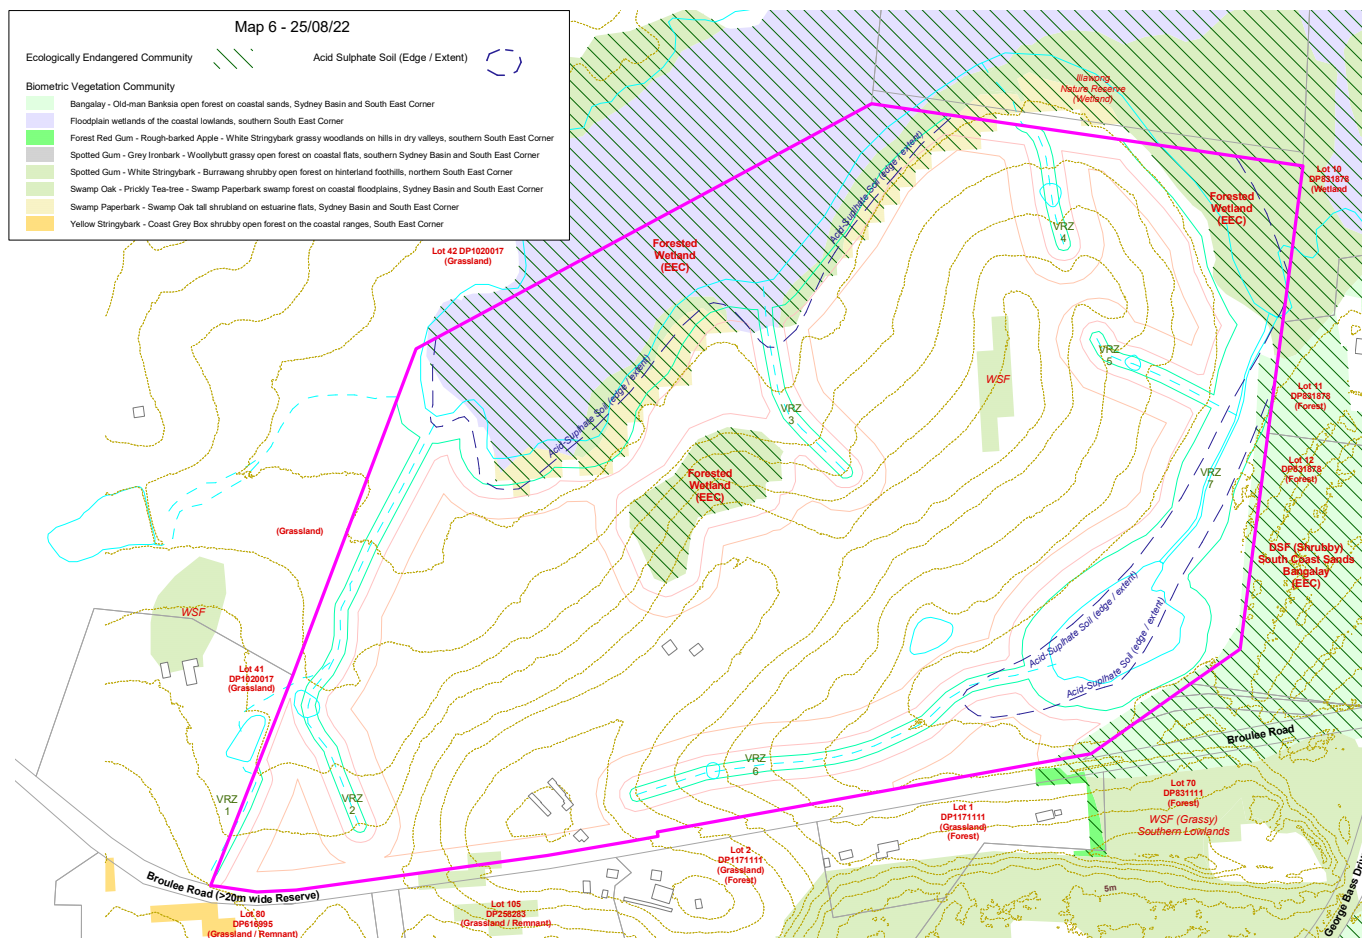 Map 6 - 25/08/22
Ecologically Endangered Community
Acid Sulphate Soil (Edge / Extent)
Biometric Vegetation Community
Bangalay - Old-man Banksia open forest on coastal sands, Sydney Basin and South East Corner
Floodplain wetlands of the coastal lowlands, southern South East Corner
Forest Red Gum - Rough-barked Apple - White Stringybark grassy woodlands on hills in dry valleys, southern South East Corner
Spotted Gum - Grey Ironbark - Woollybutt grassy open forest on coastal flats, southern Sydney Basin and South East Corner
Spotted Gum - White Stringybark - Burrawang shrubby open forest on hinterland foothills, northern South East Corner
Swamp Oak - Prickly Tea-tree - Swamp Paperbark swamp forest on coastal floodplains, Sydney Basin and South East Corner
Swamp Paperbark - Swamp Oak tall shrubland on estuarine flats, Sydney Basin and South East Corner
Yellow Stringybark - Coast Grey Box shrubby open forest on the coastal ranges, South East Corner
Illawong
Nature Reserve
(Wetland)
Lot 10
DP831878
(Wetland
Forested
Wetland
(EEC)
Acid-Suplhate Soil (edge / extent)
VRZ
4
Lot 42 DP1020017
(Grassland)
Forested
Wetland
(EEC)
VRZ
5
WSF
Lot 11
DP831878
(Forest)
Acid-Suplhate Soil (edge / extent)
VRZ
3
Lot 12
DP831878
(Forest)
VRZ
7
Forested
Wetland
(EEC)
(Grassland)
DSF (Shrubby)
South Coast Sands
Bangalay
(EEC)
WSF
Acid-Suplhate Soil (edge / extent)
Acid-Suplhate Soil (edge / extent)
Lot 41
DP1020017
(Grassland)
Broulee Road
VRZ
6
VRZ
1
VRZ
2
Lot 70
DP831111
(Forest)
WSF (Grassy)
Southern Lowlands
Lot 1
DP1171111
(Grassland)
(Forest)
Lot 2
DP1171111
(Grassland)
(Forest)
5m
Broulee Road (>20m wide Reserve)
Lot 80
DP616995
(Grassland / Remnant)
Lot 105
DP258283
(Grassland / Remnant)
George Bass Driv